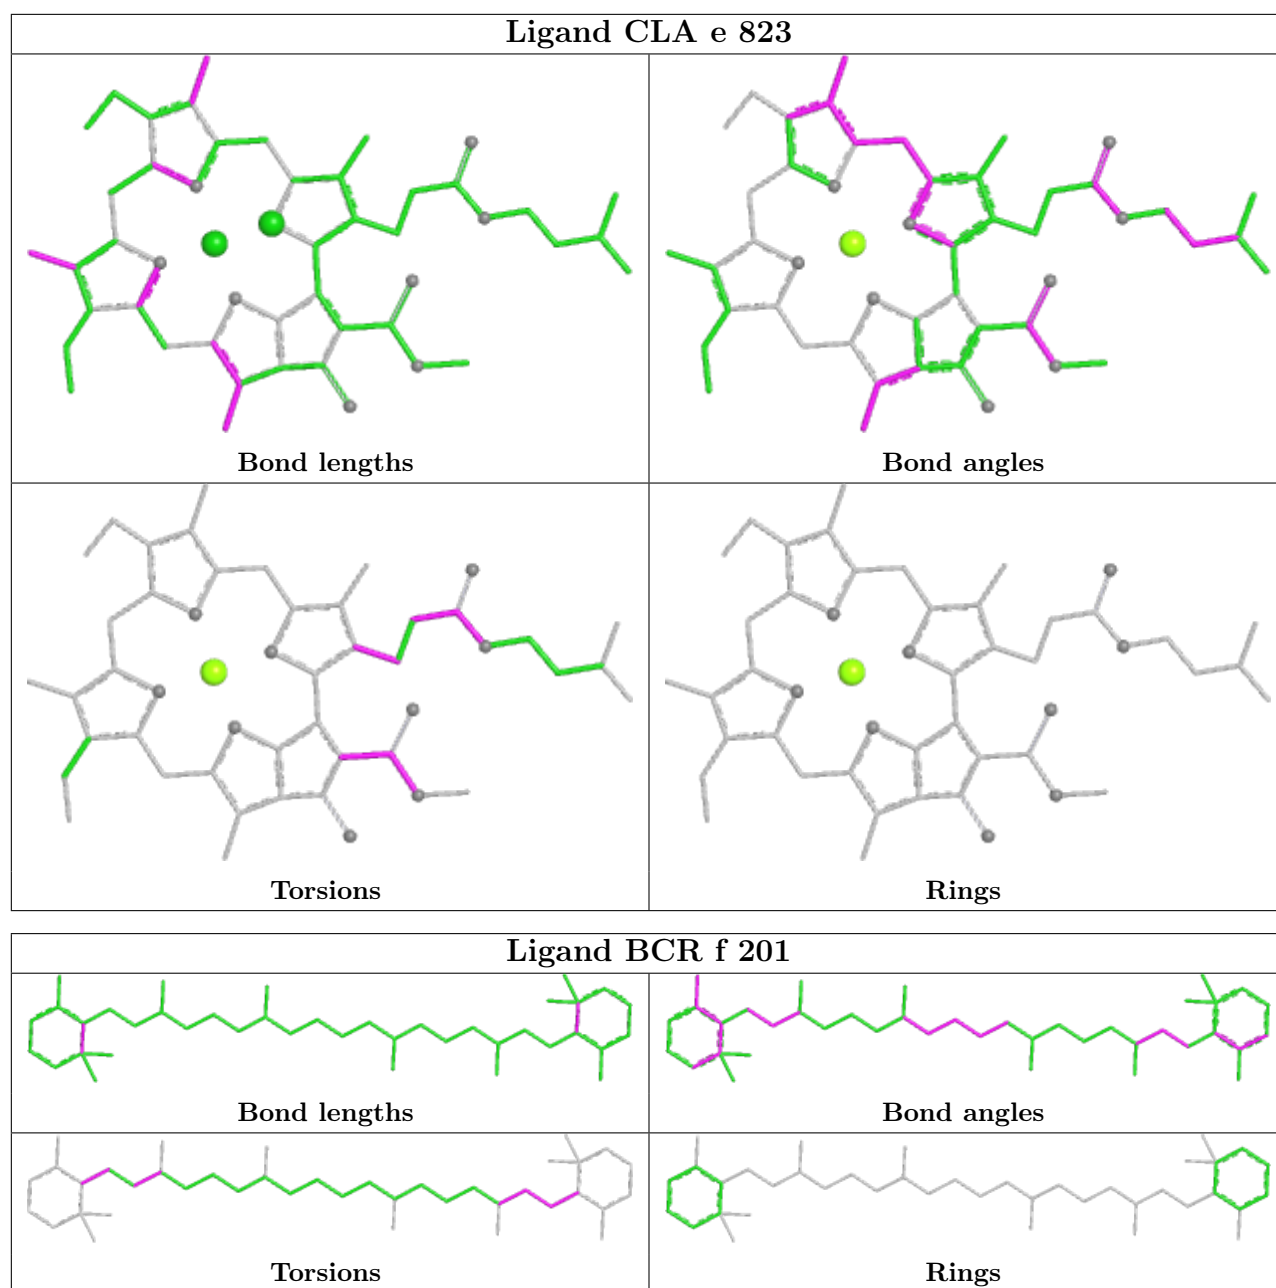 Ligand CLA e 823
Bond lengths
Bond angles
Torsions
Rings
Ligand BCR f 201
Bond lengths
Bond angles
Torsions
Rings